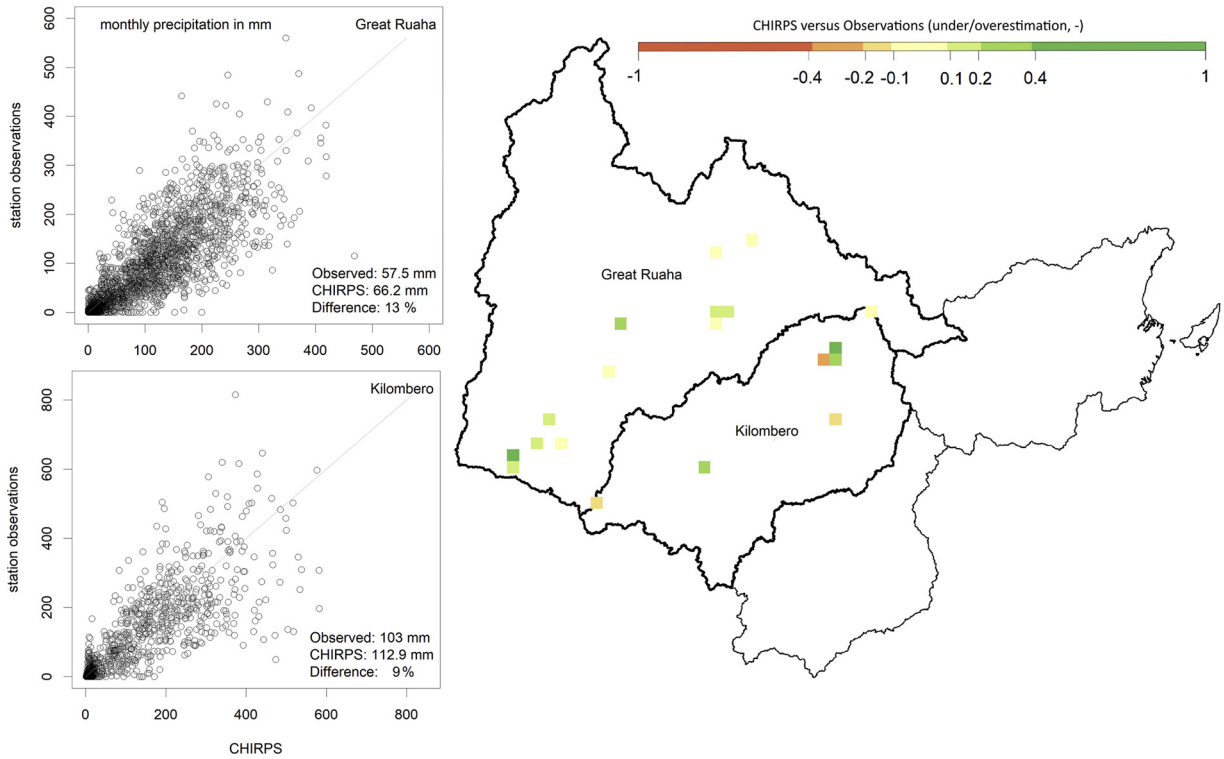 monthly precipitation in mm
Great Ruaha
station observations
600
500
400
300
200
100
0
Observed: 57.5 mm
CHIRPS: 66.2 mm
Difference: 13 %
0 100 200 300 400 500 600
Kilombero
station observations
800
600
400
200
0
Observed: 103 mm
CHIRPS: 112.9 mm
Difference: 9 %
0 200 400 600 800
CHIRPS
CHIRPS versus Observations (under/overestimation, -)
-1 -0.4 -0.2 -0.1 0.1 0.2 0.4 1
Great Ruaha
Kilombero